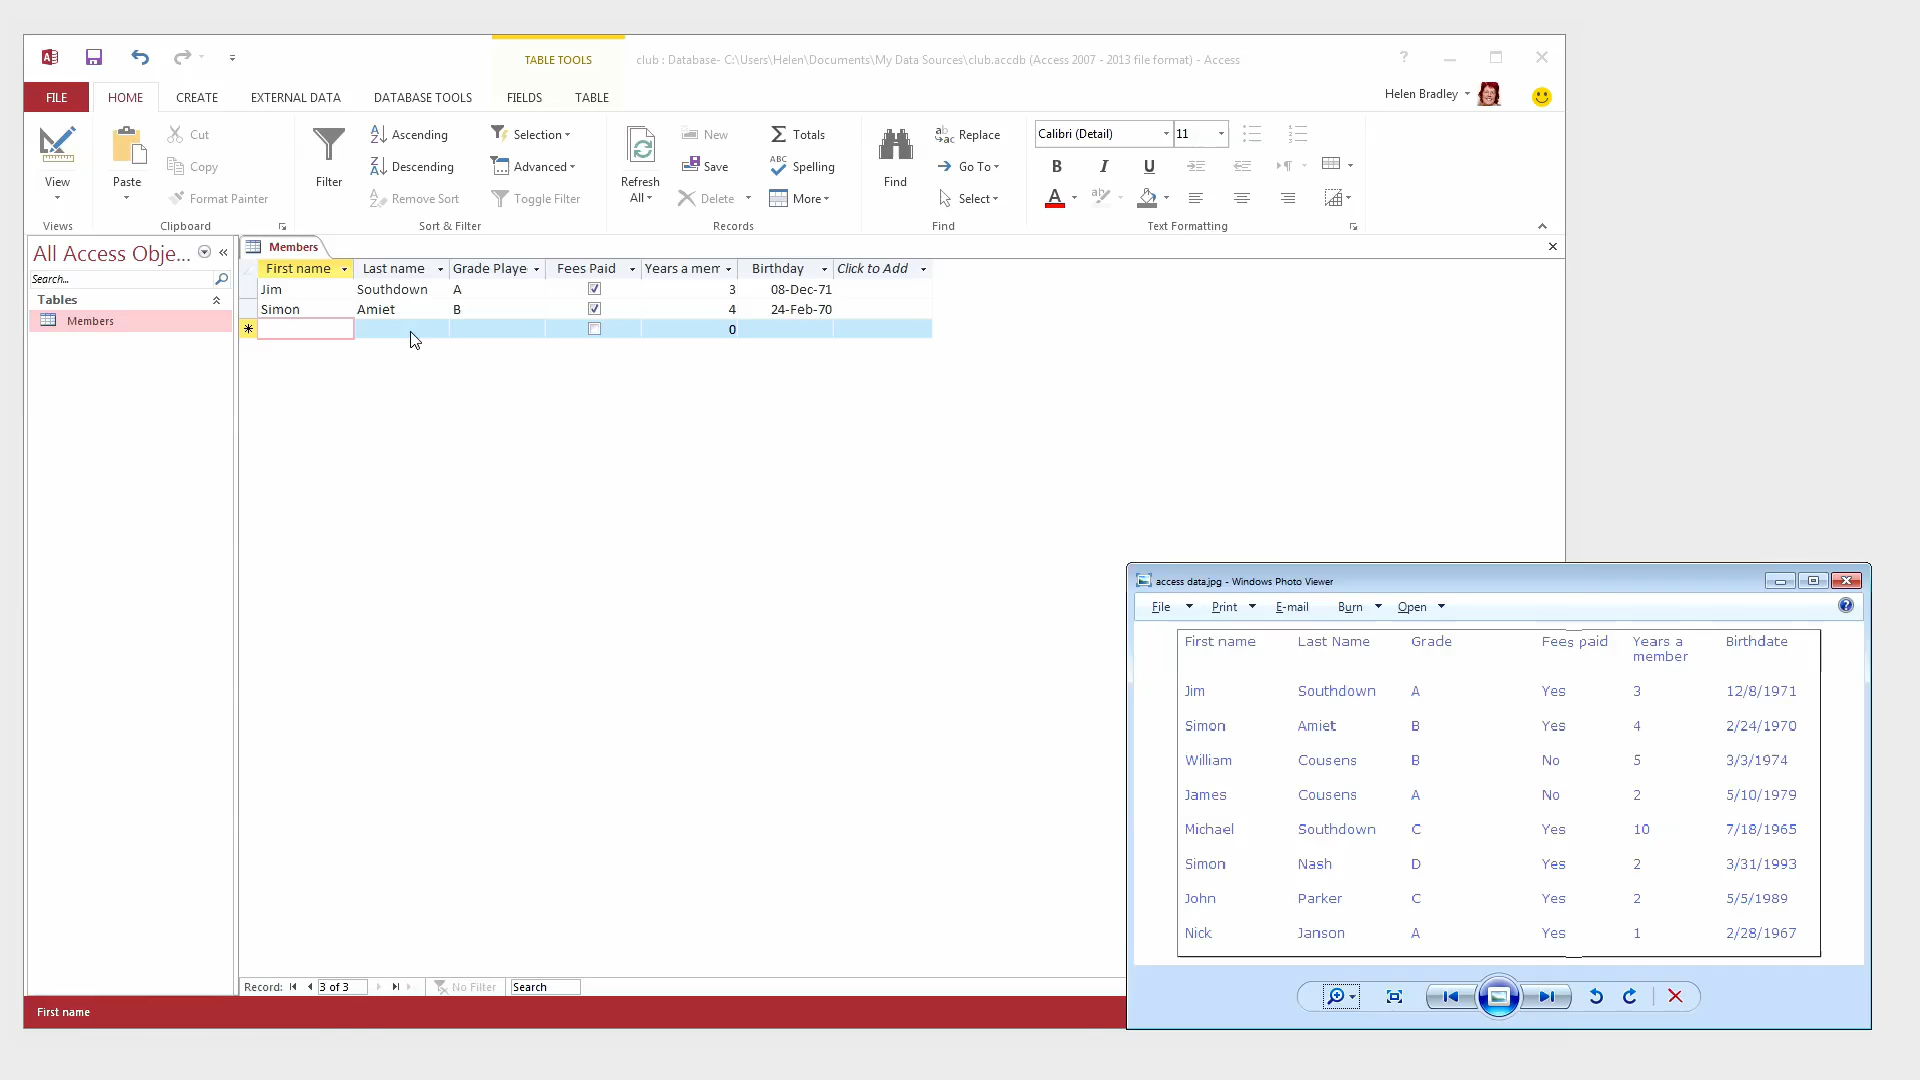 TABLE TOOLS
club : Database- C:\Users\Helen\Documents\My Data Sources\club.accdb (Access 2007 - 2013 file format) - Access
?
FILE HOME CREATE EXTERNAL DATA DATABASE TOOLS FIELDS TABLE
Helen Bradley
View
Views
Paste
Cut
Copy
Format Painter
Clipboard
Filter
Ascending
Descending
Remove Sort
Selection
Advanced
Toggle Filter
Sort & Filter
Refresh
All
New
Save
Delete
Totals
Spelling
More
Records
Find
Replace
Go To
Select
Find
Calibri (Detail) 11
B I U
Text Formatting
All Access Obje...
Search...
Tables
Members
Members
First name Last name Grade Playe Fees Paid Years a mem Birthday Click to Add
Jim Southdown A 3 08-Dec-71
Simon Amiet B 4 24-Feb-70
0
Record: 3 of 3 No Filter Search
First name
access data.jpg - Windows Photo Viewer
File Print E-mail Burn Open
First name Last Name Grade Fees paid Years a Birthdate
member
Jim Southdown A Yes 3 12/8/1971
Simon Amiet B Yes 4 2/24/1970
William Cousens B No 5 3/3/1974
James Cousens A No 2 5/10/1979
Michael Southdown C Yes 10 7/18/1965
Simon Nash D Yes 2 3/31/1993
John Parker C Yes 2 5/5/1989
Nick Janson A Yes 1 2/28/1967